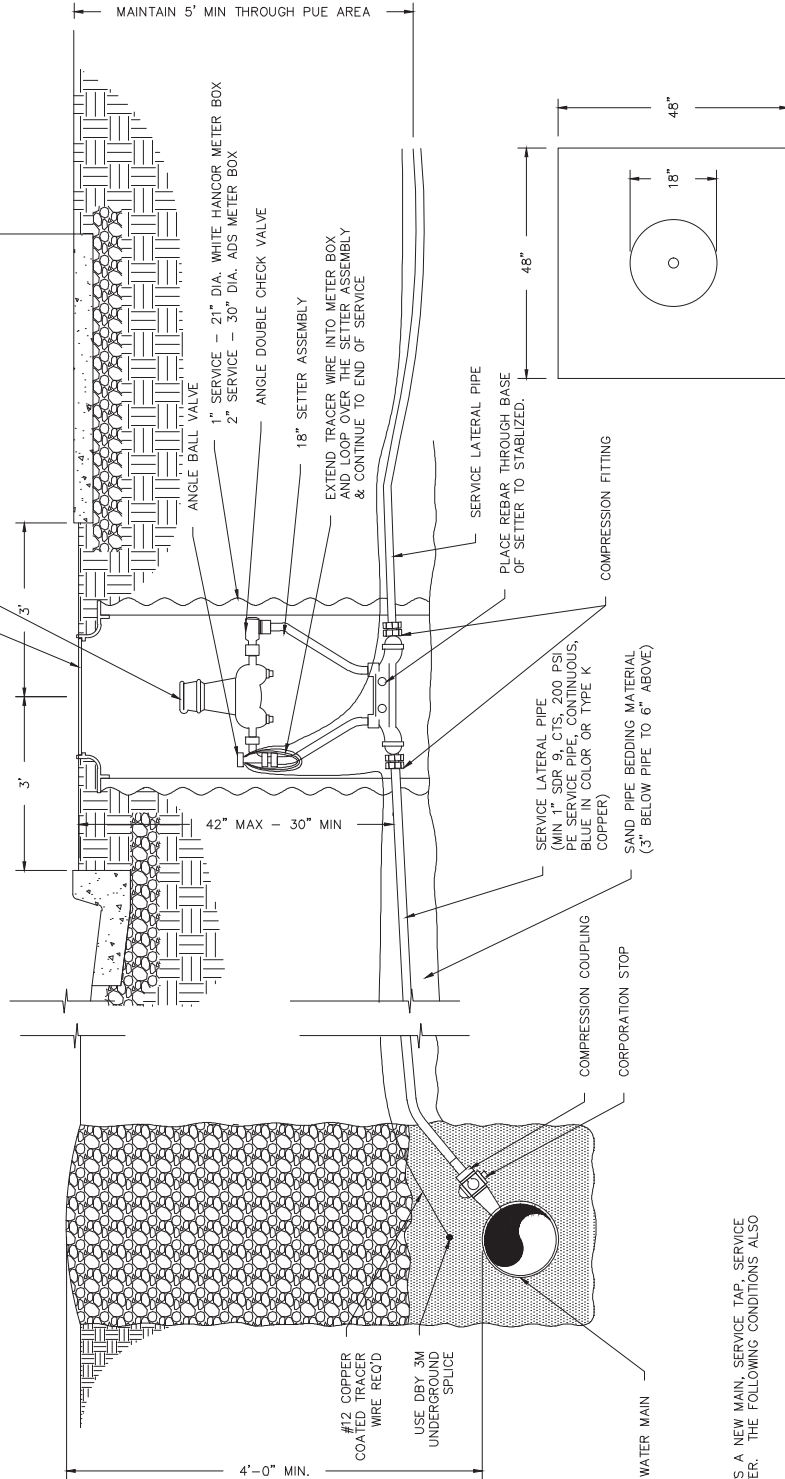 MAINTAIN 5' MIN THROUGH PUE AREA
ANGLE BALL VALVE
1" SERVICE - 21" DIA. WHITE HANCOR METER BOX
2" SERVICE - 30" DIA. ADS METER BOX
ANGLE DOUBLE CHECK VALVE
18" SETTER ASSEMBLY
EXTEND TRACER WIRE INTO METER BOX
AND LOOP OVER THE SETTER ASSEMBLY
& CONTINUE TO END OF SERVICE
48"
48"
18"
3'
3'
SERVICE LATERAL PIPE
PLACE REBAR THROUGH BASE
OF SETTER TO STABLIZED.
COMPRESSION FITTING
42" MAX - 30" MIN
SERVICE LATERAL PIPE
(MIN 1" SDR 9, CTS, 200 PSI
PE SERVICE PIPE, CONTINUOUS,
BLUE IN COLOR OR TYPE K
COPPER)
SAND PIPE BEDDING MATERIAL
(3" BELOW PIPE TO 6" ABOVE)
COMPRESSION COUPLING
CORPORATION STOP
#12 COPPER
COATED TRACER
WIRE REQ'D
USE DBY 3M
UNDERGROUND
SPLICE
4'-0" MIN.
WATER MAIN
S A NEW MAIN, SERVICE TAP, SERVICE
ER. THE FOLLOWING CONDITIONS ALSO